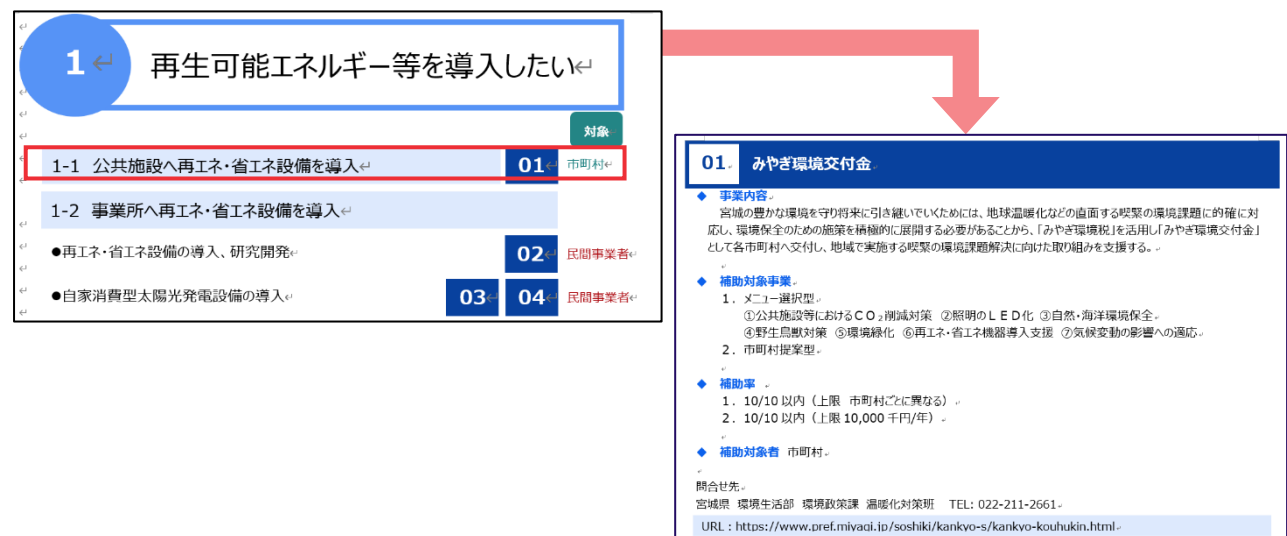 1 再生可能エネルギー等を導入したい
対象
1-1 公共施設へ再エネ・省エネ設備を導入 01 市町村
1-2 事業所へ再エネ・省エネ設備を導入
●再エネ・省エネ設備の導入、研究開発 02 民間事業者
●自家消費型太陽光発電設備の導入 03 04 民間事業者
01 みやぎ環境交付金
◆ 事業内容
宮城の豊かな環境を守り将来に引き継いでいくためには、地球温暖化などの直面する喫緊の環境課題に的確に対
応し、環境保全のための施策を積極的に展開する必要があることから、「みやぎ環境税」を活用し「みやぎ環境交付金」
として各市町村へ交付し、地域で実施する喫緊の環境課題解決に向けた取り組みを支援する。
◆ 補助対象事業
1．メニュー選択型
①公共施設等におけるCO₂削減対策 ②照明のLED化 ③自然・海洋環境保全
④野生鳥獣対策 ⑤環境緑化 ⑥再エネ・省エネ機器導入支援 ⑦気候変動の影響への適応
2．市町村提案型
◆ 補助率
1．10/10 以内（上限 市町村ごとに異なる）
2．10/10 以内（上限 10,000 千円/年）
◆ 補助対象者 市町村
問合せ先
宮城県 環境生活部 環境政策課 温暖化対策班 TEL: 022-211-2661
URL：https://www.pref.miyagi.jp/soshiki/kankyo-s/kankyo-kouhukin.html